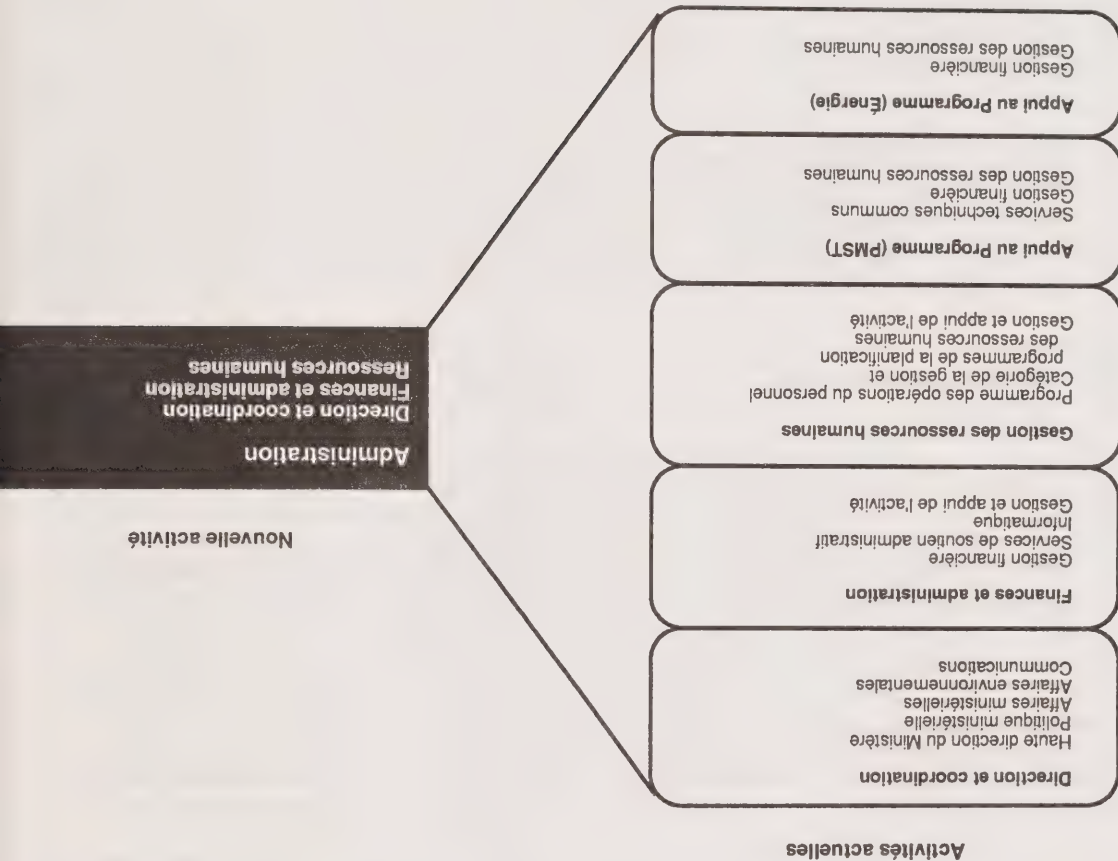 Activités actuelles
Direction et coordination
Haute direction du Ministère
Politique ministérielle
Affaires ministérielles
Affaires environnementales
Communications
Finances et administration
Gestion financière
Services de soutien administratif
Informatique
Gestion et appui de l'activité
Gestion des ressources humaines
Programme des opérations du personnel
Catégorie de la gestion et
programmes de la planification
des ressources humaines
Gestion et appui de l'activité
Appui au Programme (PMST)
Services techniques communs
Gestion financière
Gestion des ressources humaines
Appui au Programme (Énergie)
Gestion financière
Gestion des ressources humaines
Nouvelle activité
Administration
Direction et coordination
Finances et administration
Ressources humaines